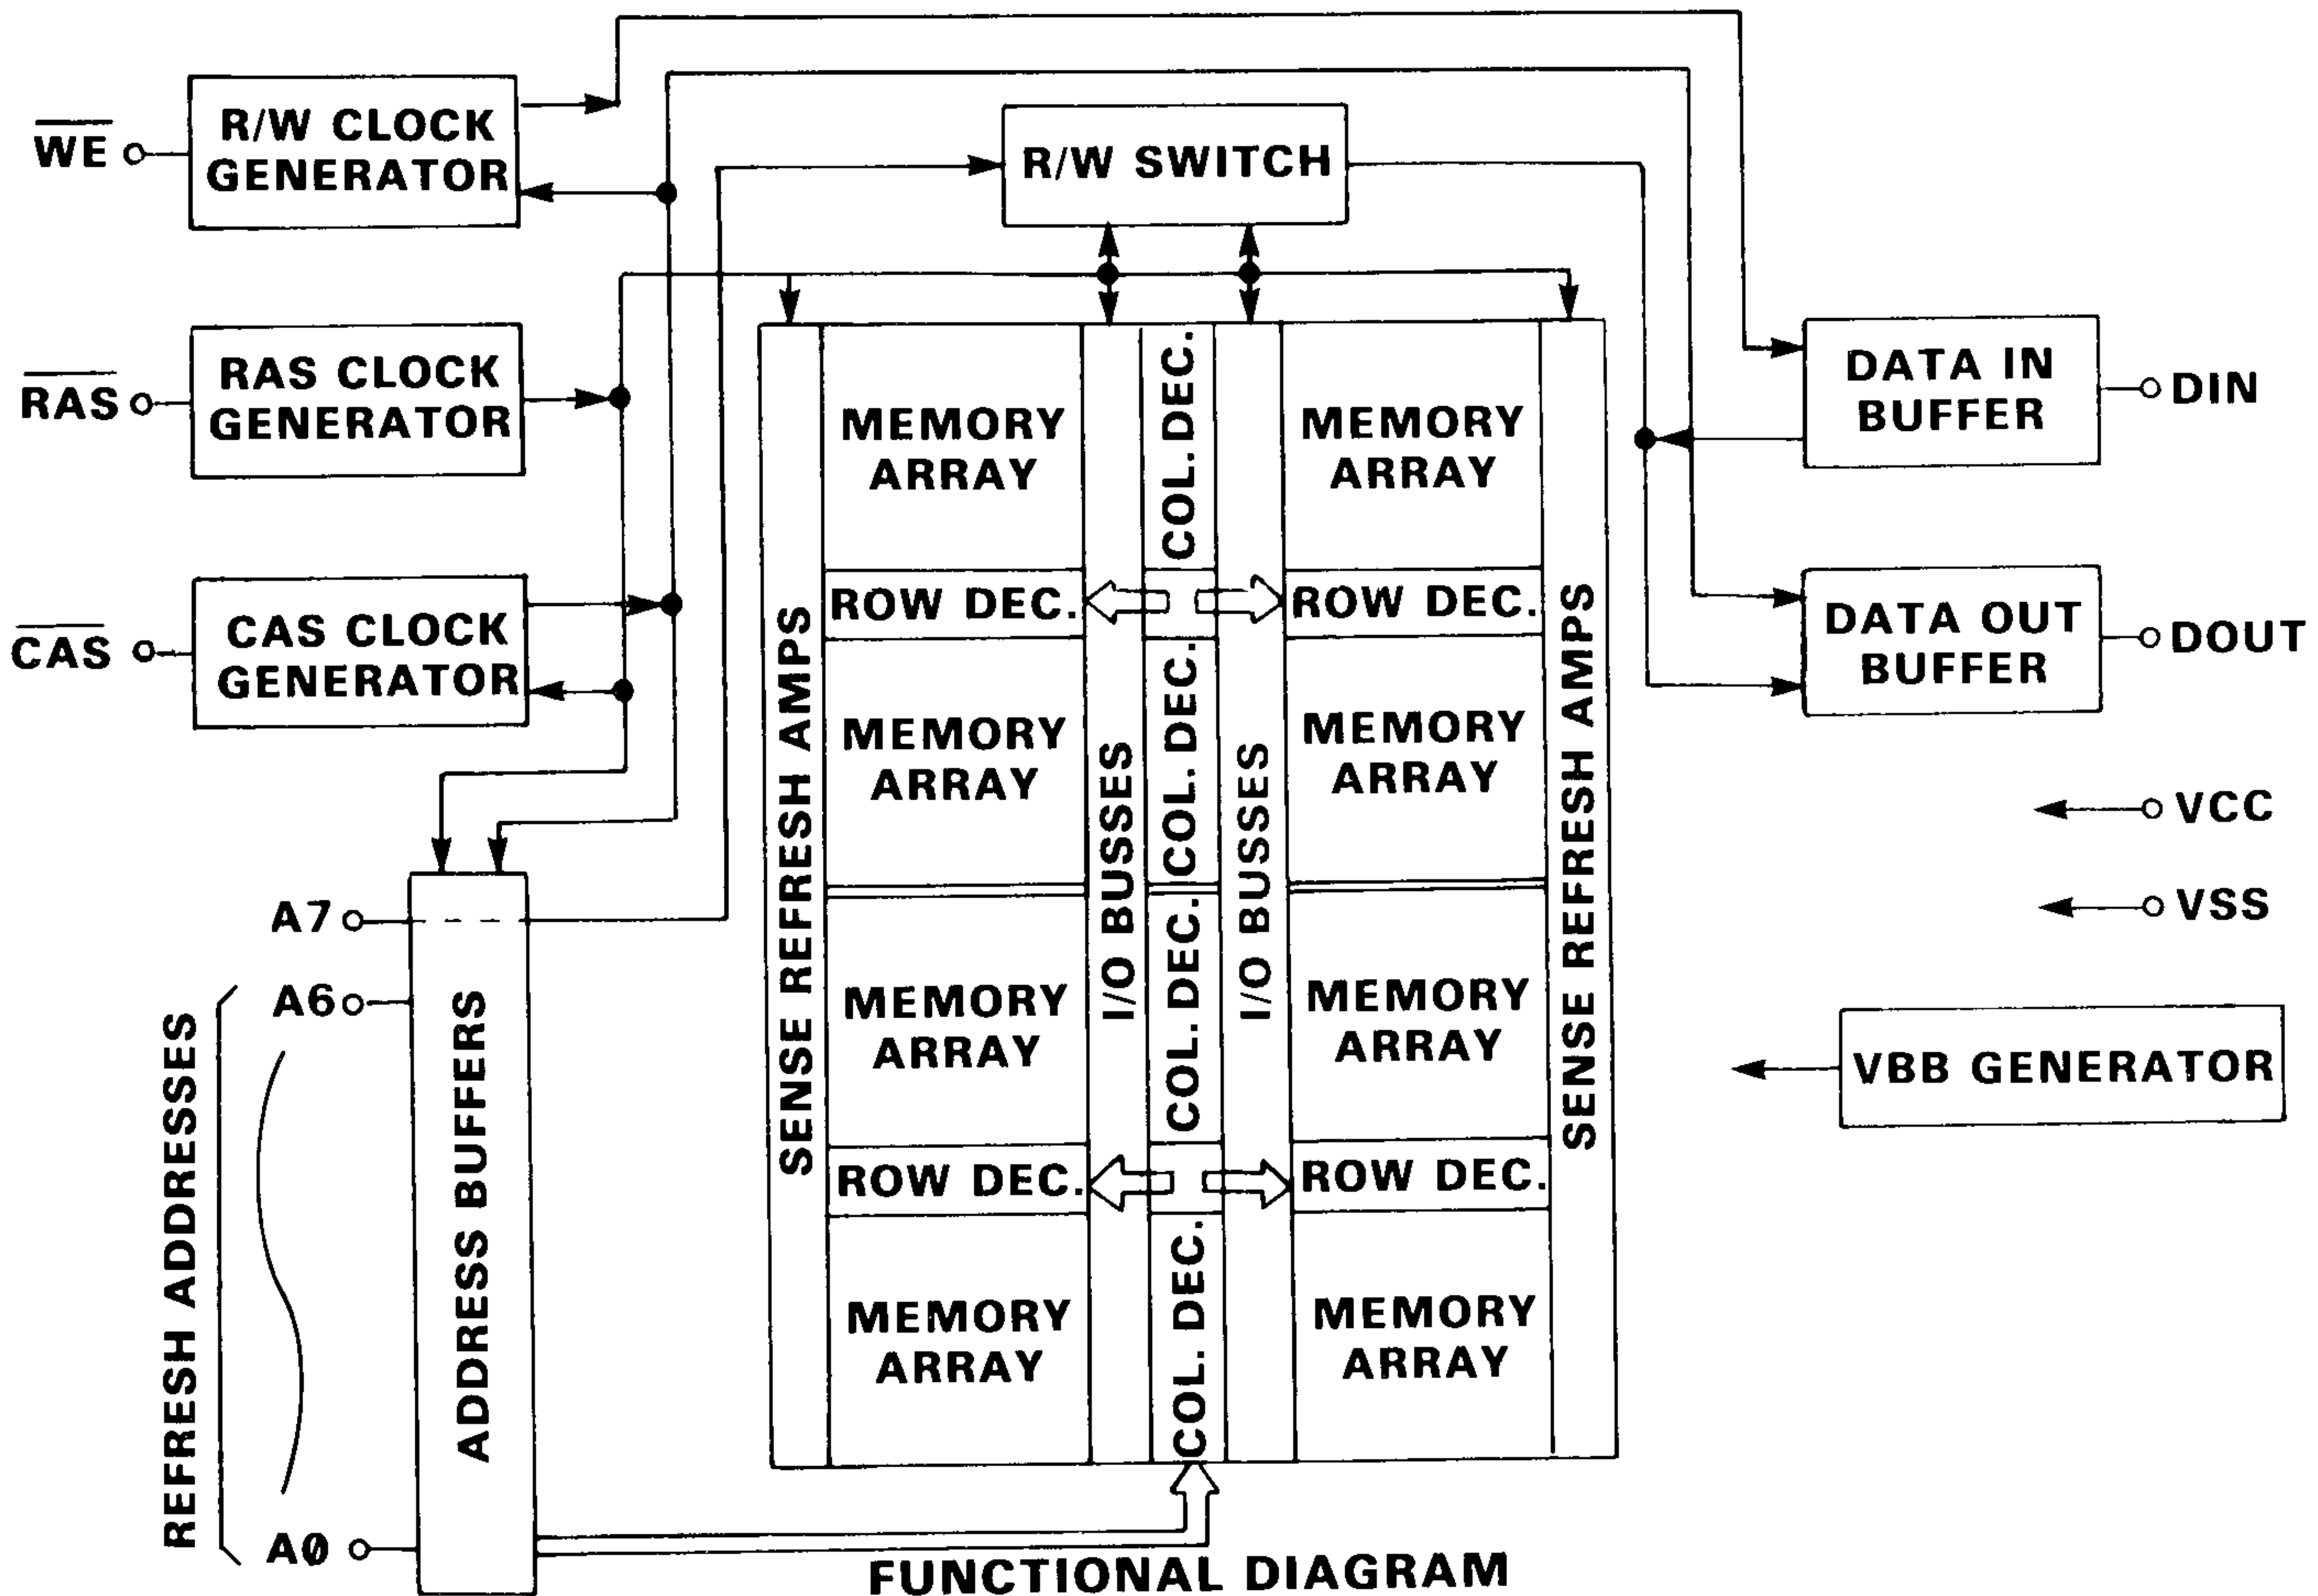 WE
R/W CLOCK
GENERATOR
R/W SWITCH
RAS
RAS CLOCK
GENERATOR
CAS
CAS CLOCK
GENERATOR
A7
A6
A0
REFRESH ADDRESSES
ADDRESS BUFFERS
SENSE REFRESH AMPS
MEMORY
ARRAY
ROW DEC.
MEMORY
ARRAY
MEMORY
ARRAY
ROW DEC.
MEMORY
ARRAY
I/O BUSSES
COL. DEC.
COL. DEC.
COL. DEC.
COL. DEC.
I/O BUSSES
MEMORY
ARRAY
ROW DEC.
MEMORY
ARRAY
MEMORY
ARRAY
ROW DEC.
MEMORY
ARRAY
SENSE REFRESH AMPS
DATA IN
BUFFER
DIN
DATA OUT
BUFFER
DOUT
VCC
VSS
VBB GENERATOR
FUNCTIONAL DIAGRAM